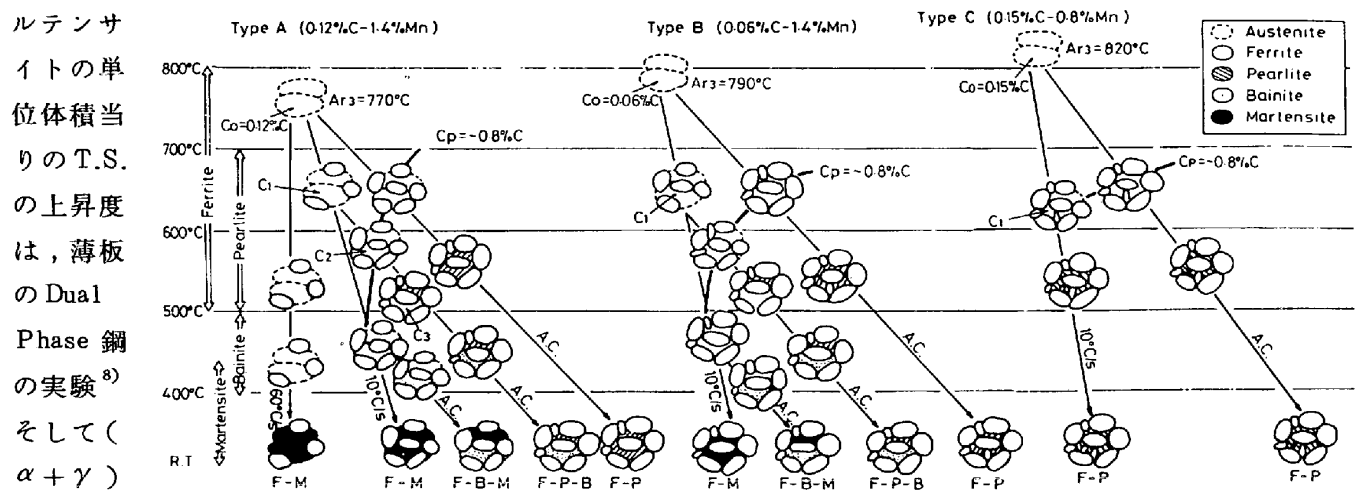 ルテンサ
イトの単
位体積当
りのT.S.
の上昇度
は,薄板
のDual
Phase 鋼
の実験⁸⁾
そして(
α+γ)
Type A (0.12%C-1.4%Mn)
800°C
700°C
600°C
500°C
400°C
R.T
Ferrite
Pearlite
Bainite
Martensite
Ar3=770°C
Co=0.12%C
Cp=~0.8%C
C1
C2
C3
60°C/s
10°C/s
A.C.
A.C.
F-M
F-M
F-B-M
F-P-B
F-P
Type B (0.06%C-1.4%Mn)
Ar3=790°C
Co=0.06%C
Cp=~0.8%C
C1
10°C/s
A.C.
A.C.
A.C.
F-M
F-B-M
F-P-B
F-P
Type C (0.15%C-0.8%Mn)
Ar3=820°C
Co=0.15%C
Cp=~0.8%C
C1
10°C/s
A.C.
F-P
F-P
Austenite
Ferrite
Pearlite
Bainite
Martensite